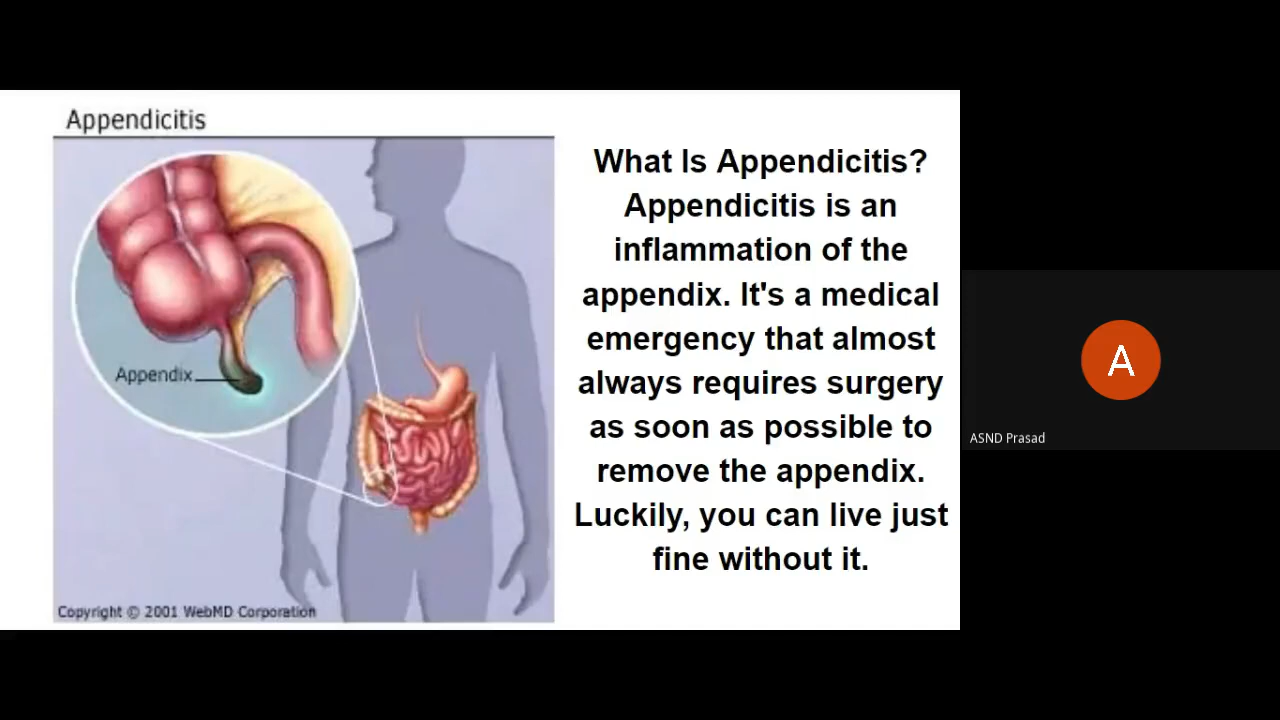 Appendicitis
Appendix
Copyright © 2001 WebMD Corporation
What Is Appendicitis?
Appendicitis is an
inflammation of the
appendix. It's a medical
emergency that almost
always requires surgery
as soon as possible to
remove the appendix.
Luckily, you can live just
fine without it.
A
ASND Prasad